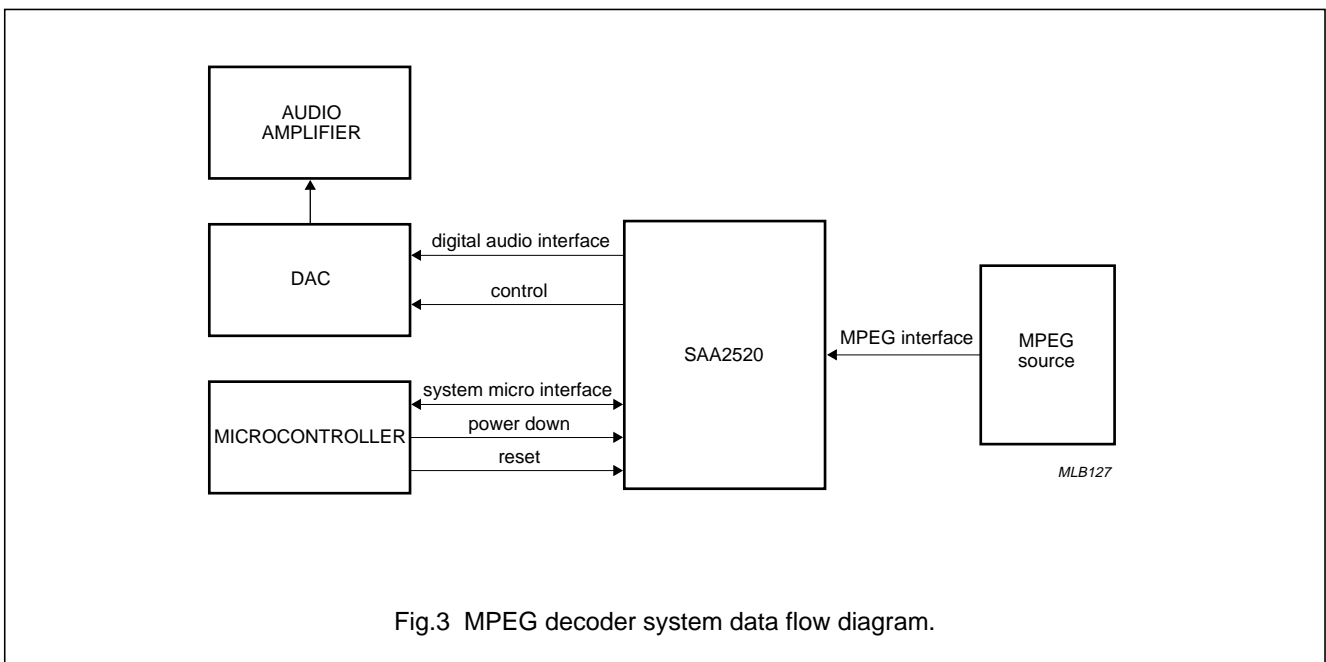 AUDIO
AMPLIFIER
DAC
digital audio interface
control
SAA2520
MPEG interface
MPEG
source
MICROCONTROLLER
system micro interface
power down
reset
MLB127
Fig.3 MPEG decoder system data flow diagram.